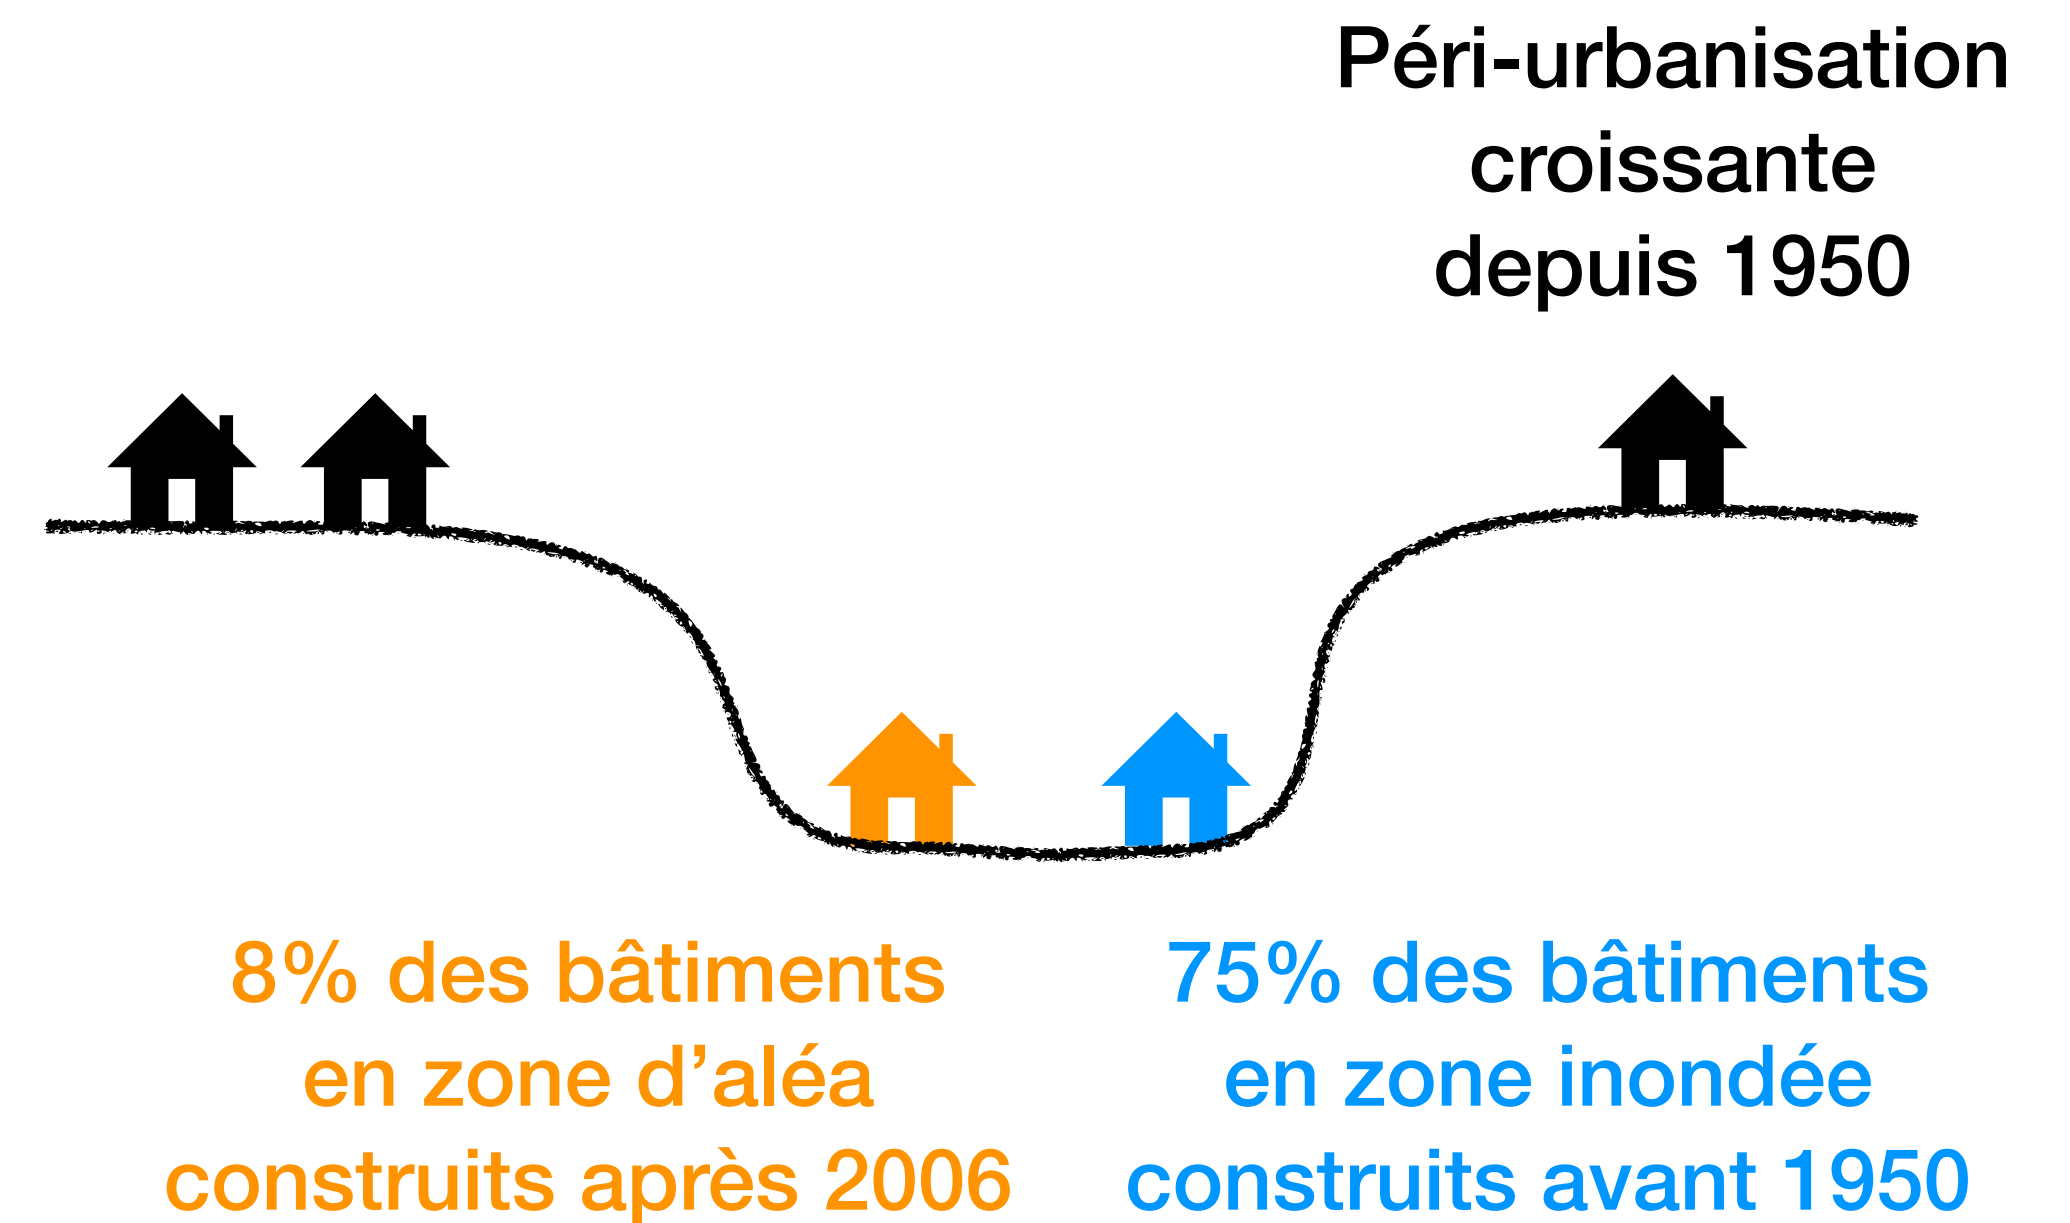 Péri-urbanisation
croissante
depuis 1950
8% des bâtiments
en zone d’aléa
construits après 2006
75% des bâtiments
en zone inondée
construits avant 1950